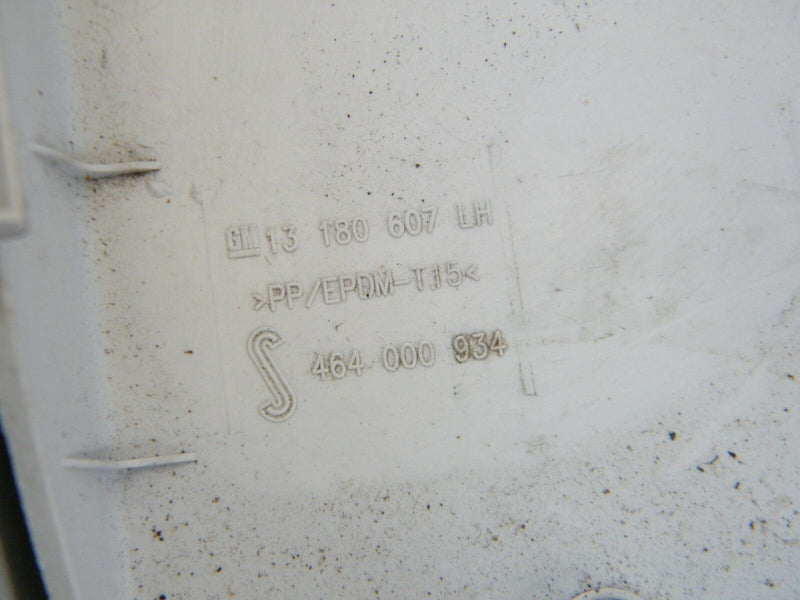 GM 13 180 607 LH
>PP/EPDM-T15<
S 464 000 934